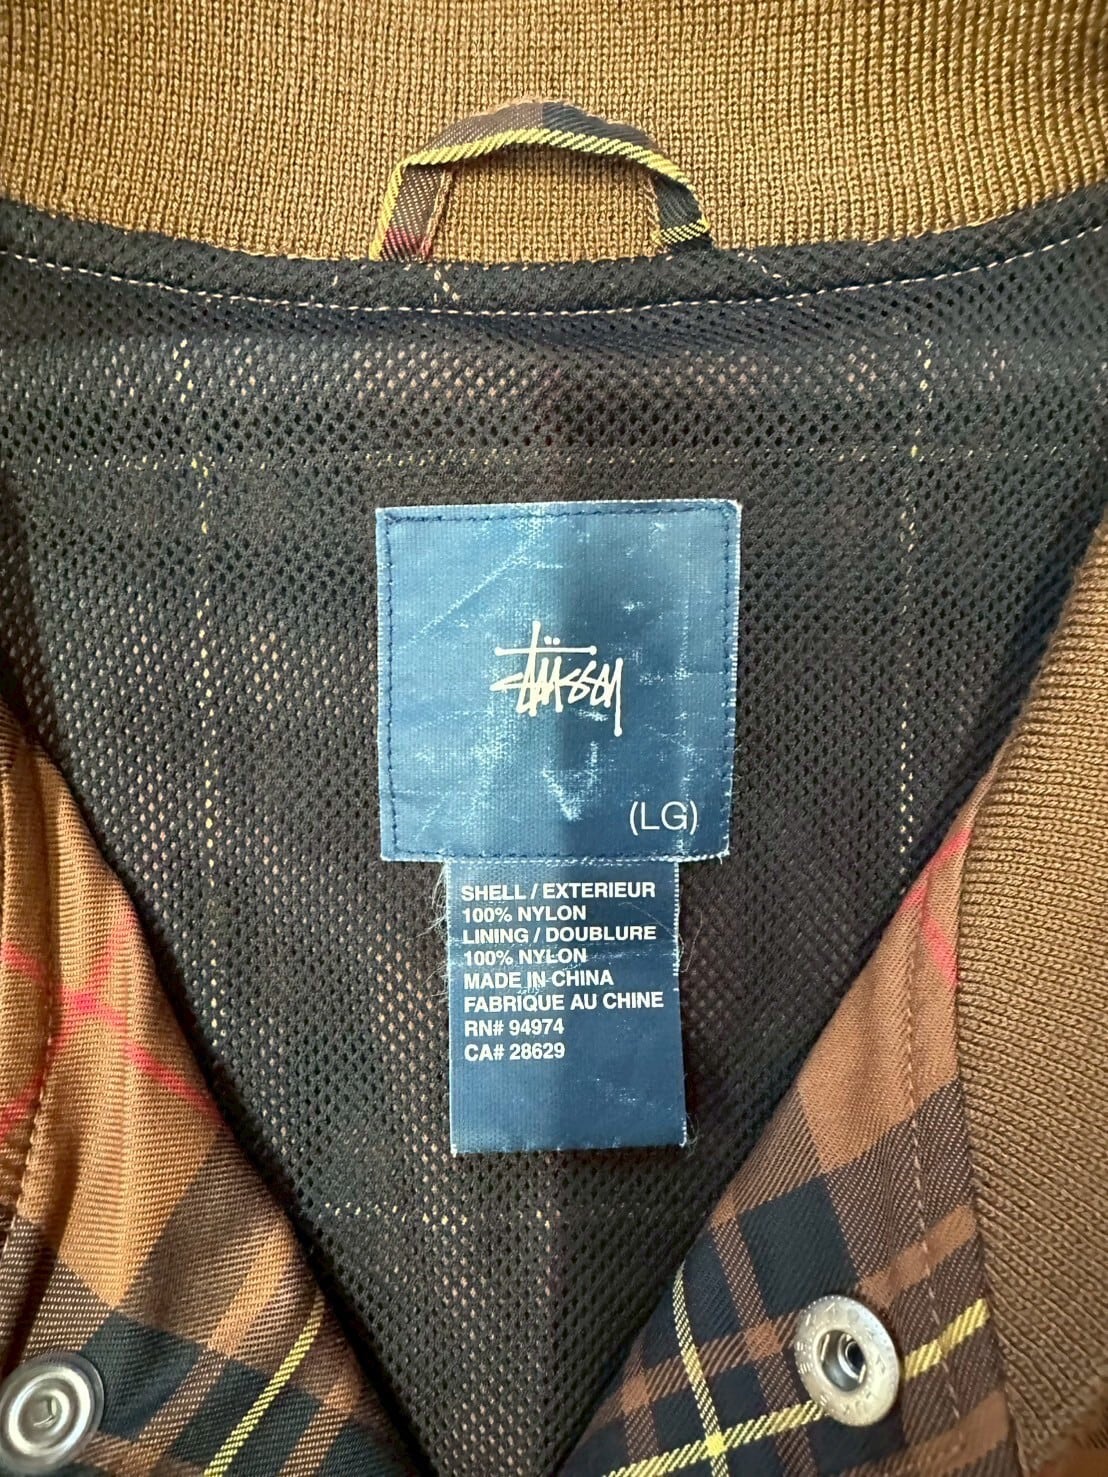 Stüssy
(LG)
SHELL / EXTERIEUR
100% NYLON
LINING / DOUBLURE
100% NYLON
MADE IN CHINA
FABRIQUE AU CHINE
RN# 94974
CA# 28629